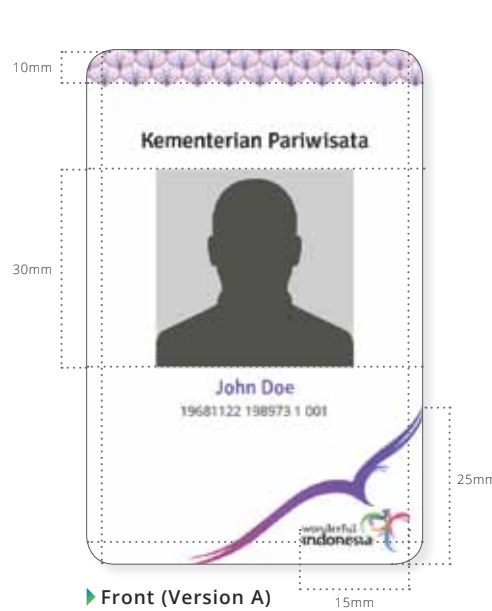 10mm
Kementerian Pariwisata
30mm
John Doe
19681122 198973 1 001
25mm
wonderful
indonesia
Front (Version A)
15mm